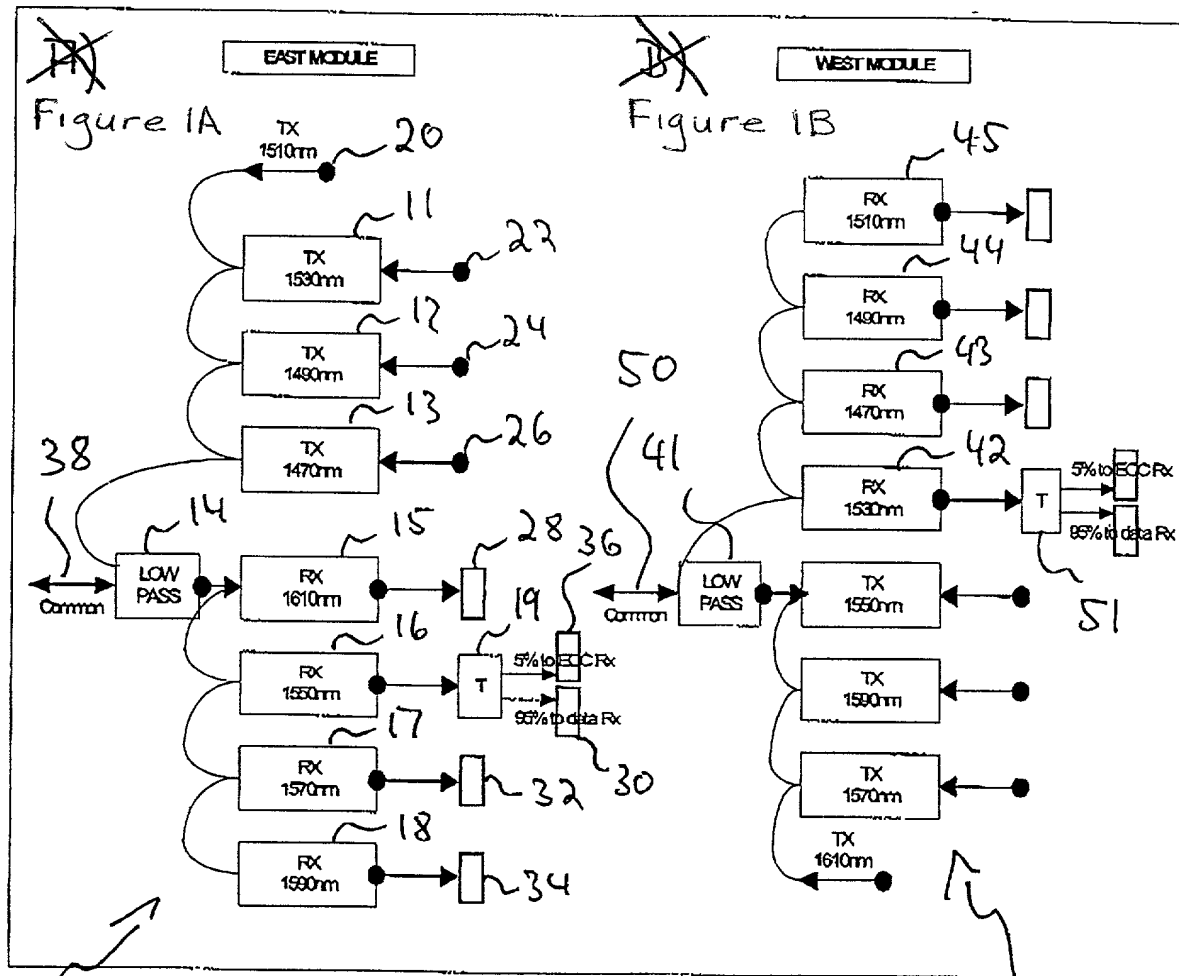 A)
EAST MODULE
Figure 1A
TX
1510nm
20
11
TX
1530nm
22
12
TX
1490nm
24
13
TX
1470nm
26
38
Common
14
LOW
PASS
15
RX
1610nm
28
16
RX
1550nm
19
T
36
5% to ECC Rx
95% to data Rx
30
17
RX
1570nm
32
18
RX
1590nm
34
B)
WEST MODULE
Figure 1B
45
RX
1510nm
44
RX
1490nm
43
RX
1470nm
42
RX
1530nm
T
5% to ECC Rx
95% to data Rx
51
50
41
Common
LOW
PASS
TX
1550nm
TX
1590nm
TX
1570nm
TX
1610nm